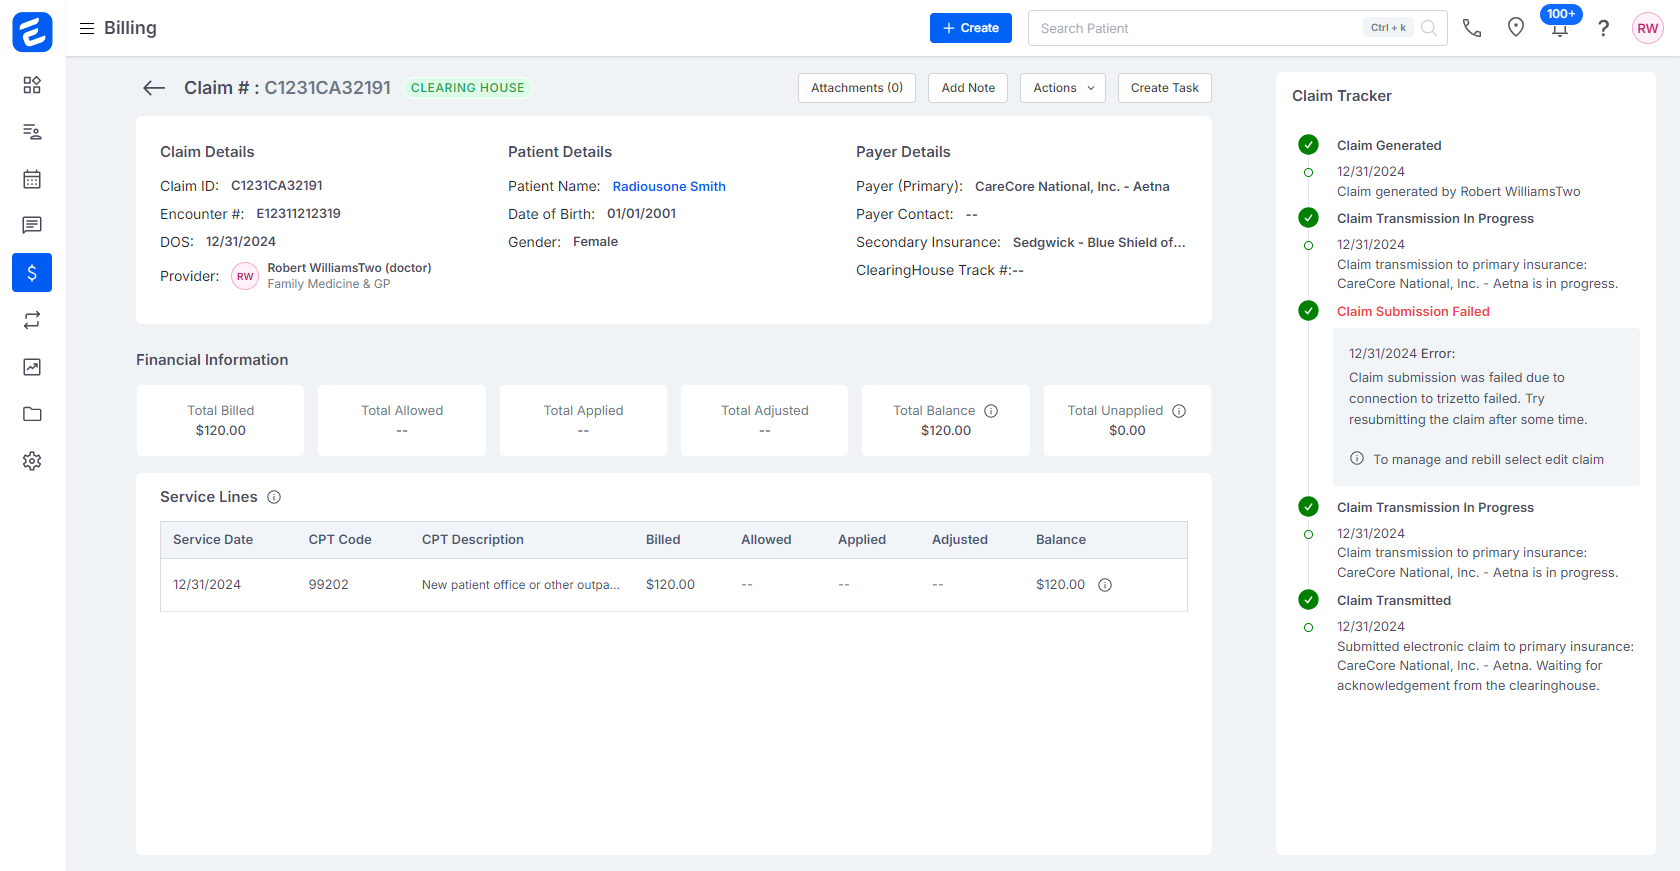 Billing
+ Create
Search Patient
Ctrl + k
100+
?
RW
Claim # : C1231CA32191
CLEARING HOUSE
Attachments (0)
Add Note
Actions
Create Task
Claim Details
Claim ID: C1231CA32191
Encounter #: E12311212319
DOS: 12/31/2024
Provider:
RW
Robert WilliamsTwo (doctor)
Family Medicine & GP
Patient Details
Patient Name: Radiousone Smith
Date of Birth: 01/01/2001
Gender: Female
Payer Details
Payer (Primary): CareCore National, Inc. - Aetna
Payer Contact: --
Secondary Insurance: Sedgwick - Blue Shield of...
ClearingHouse Track #:--
Financial Information
Total Billed
$120.00
Total Allowed
--
Total Applied
--
Total Adjusted
--
Total Balance
$120.00
Total Unapplied
$0.00
Service Lines
Service Date CPT Code CPT Description Billed Allowed Applied Adjusted Balance
12/31/2024 99202 New patient office or other outpa... $120.00 -- -- -- $120.00
Claim Tracker
Claim Generated
12/31/2024
Claim generated by Robert WilliamsTwo
Claim Transmission In Progress
12/31/2024
Claim transmission to primary insurance:
CareCore National, Inc. - Aetna is in progress.
Claim Submission Failed
12/31/2024 Error:
Claim submission was failed due to
connection to trizetto failed. Try
resubmitting the claim after some time.
To manage and rebill select edit claim
Claim Transmission In Progress
12/31/2024
Claim transmission to primary insurance:
CareCore National, Inc. - Aetna is in progress.
Claim Transmitted
12/31/2024
Submitted electronic claim to primary insurance:
CareCore National, Inc. - Aetna. Waiting for
acknowledgement from the clearinghouse.